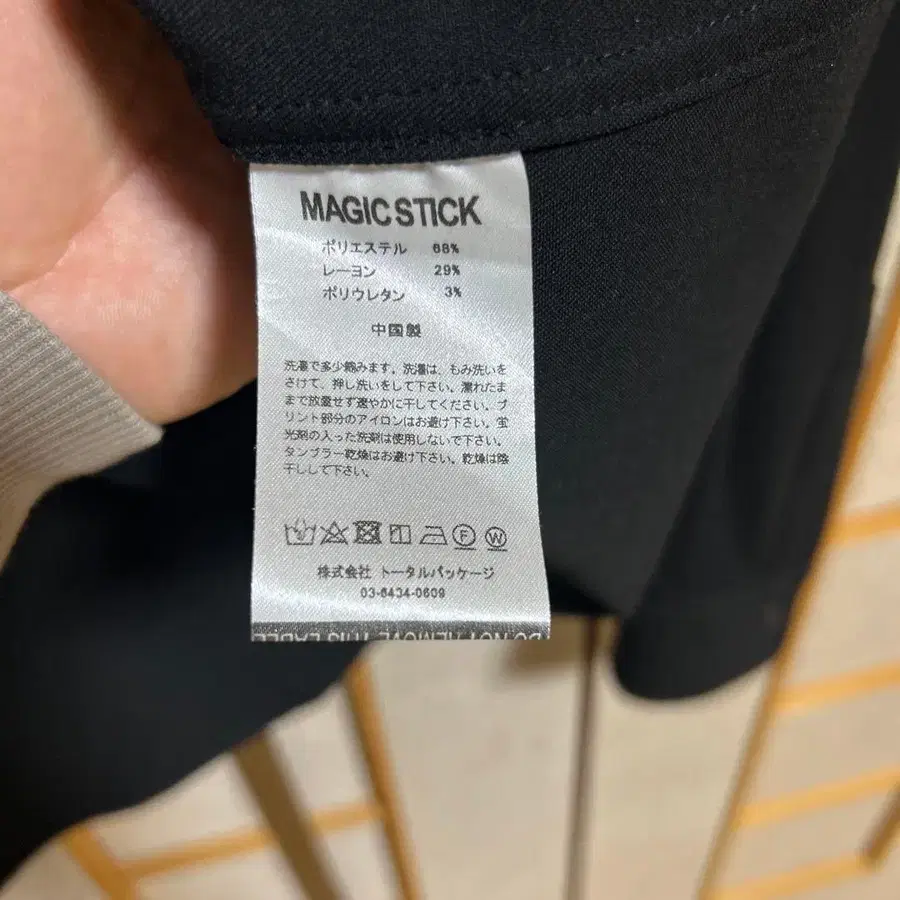 MAGIC STICK
ポリエステル 68%
レーヨン 29%
ポリウレタン 3%
中国製
洗濯で多少縮みます。洗濯は、もみ洗いを
さけて、押し洗いをして下さい。濡れたま
まで放置せず速やかに干してください。プ
リント部分のアイロンはお避け下さい。蛍
光剤の入った洗剤は使用しないで下さい。
タンブラー乾燥はお避け下さい。乾燥は陰
干しして下さい。
F W
株式会社 トータルパッケージ
03-6434-0609
DO NOT REMOVE THIS LABEL